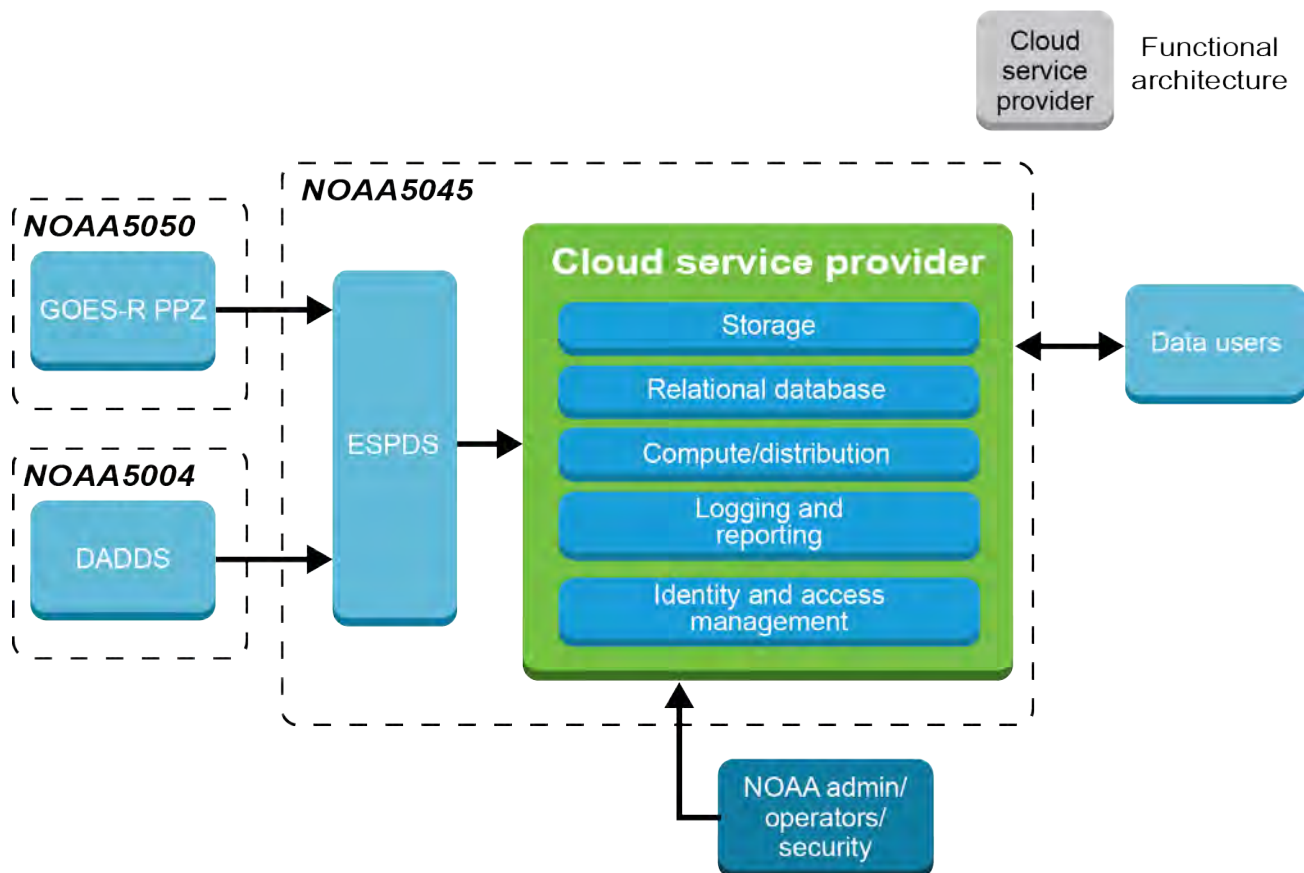 Cloud
service
provider
Functional
architecture
NOAA5045
NOAA5050
GOES-R PPZ
NOAA5004
DADDS
ESPDS
Cloud service provider
Storage
Relational database
Compute/distribution
Logging and
reporting
Identity and access
management
Data users
NOAA admin/
operators/
security